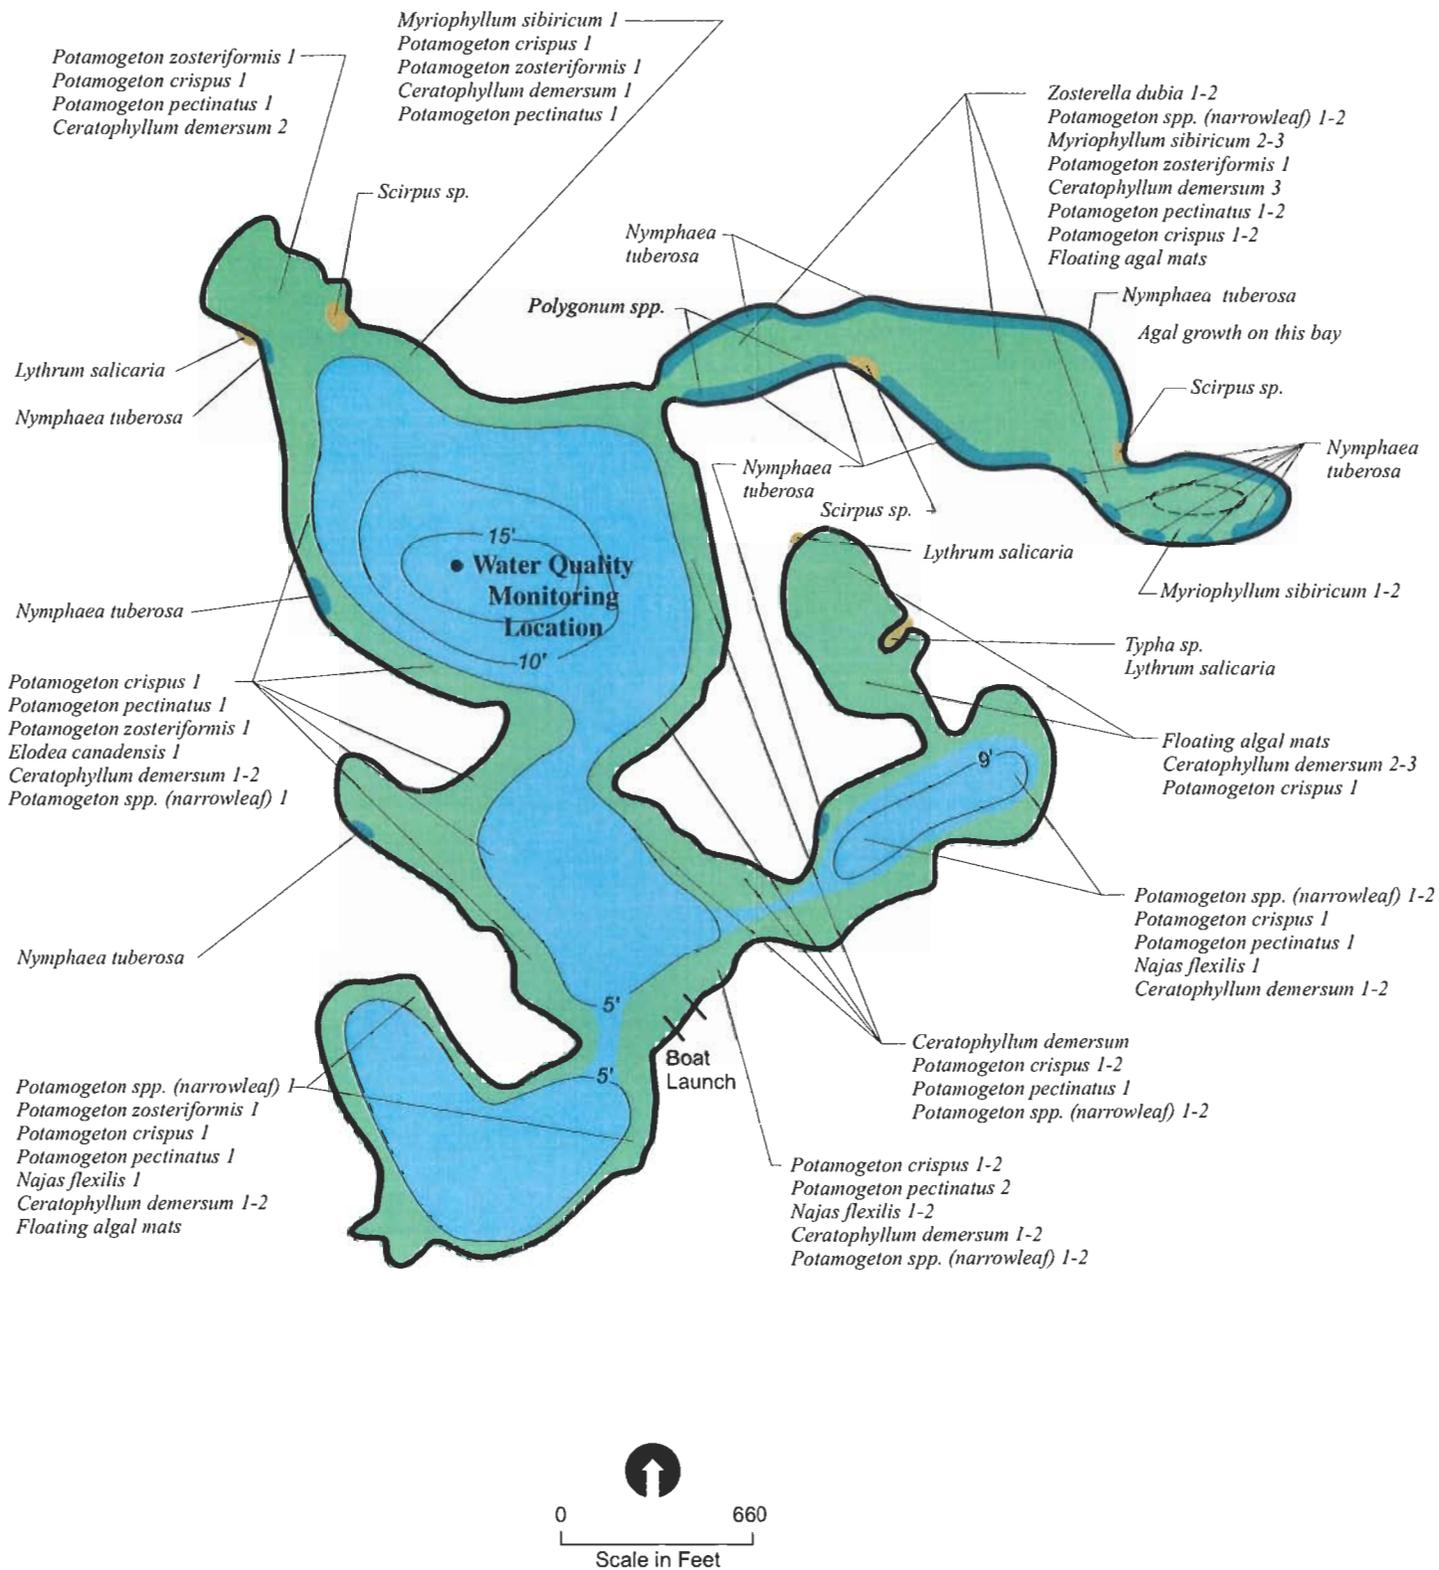 Myriophyllum sibiricum 1
Potamogeton crispus 1
Potamogeton zosteriformis 1
Ceratophyllum demersum 1
Potamogeton pectinatus 1
Potamogeton zosteriformis 1
Potamogeton crispus 1
Potamogeton pectinatus 1
Ceratophyllum demersum 2
Scirpus sp.
Zosterella dubia 1-2
Potamogeton spp. (narrowleaf) 1-2
Myriophyllum sibiricum 2-3
Potamogeton zosteriformis 1
Ceratophyllum demersum 3
Potamogeton pectinatus 1-2
Potamogeton crispus 1-2
Floating agal mats
Nymphaea
tuberosa
Polygonum spp.
Nymphaea tuberosa
Agal growth on this bay
Lythrum salicaria
Nymphaea tuberosa
Scirpus sp.
Nymphaea
tuberosa
Nymphaea
tuberosa
Scirpus sp.
15'
Water Quality
Monitoring
Location
10'
Lythrum salicaria
Myriophyllum sibiricum 1-2
Nymphaea tuberosa
Typha sp.
Lythrum salicaria
Potamogeton crispus 1
Potamogeton pectinatus 1
Potamogeton zosteriformis 1
Elodea canadensis 1
Ceratophyllum demersum 1-2
Potamogeton spp. (narrowleaf) 1
Floating algal mats
Ceratophyllum demersum 2-3
Potamogeton crispus 1
9'
Potamogeton spp. (narrowleaf) 1-2
Potamogeton crispus 1
Potamogeton pectinatus 1
Najas flexilis 1
Ceratophyllum demersum 1-2
Nymphaea tuberosa
5'
5'
Boat
Launch
Ceratophyllum demersum
Potamogeton crispus 1-2
Potamogeton pectinatus 1
Potamogeton spp. (narrowleaf) 1-2
Potamogeton spp. (narrowleaf) 1
Potamogeton zosteriformis 1
Potamogeton crispus 1
Potamogeton pectinatus 1
Najas flexilis 1
Ceratophyllum demersum 1-2
Floating algal mats
Potamogeton crispus 1-2
Potamogeton pectinatus 2
Najas flexilis 1-2
Ceratophyllum demersum 1-2
Potamogeton spp. (narrowleaf) 1-2
0 660
Scale in Feet